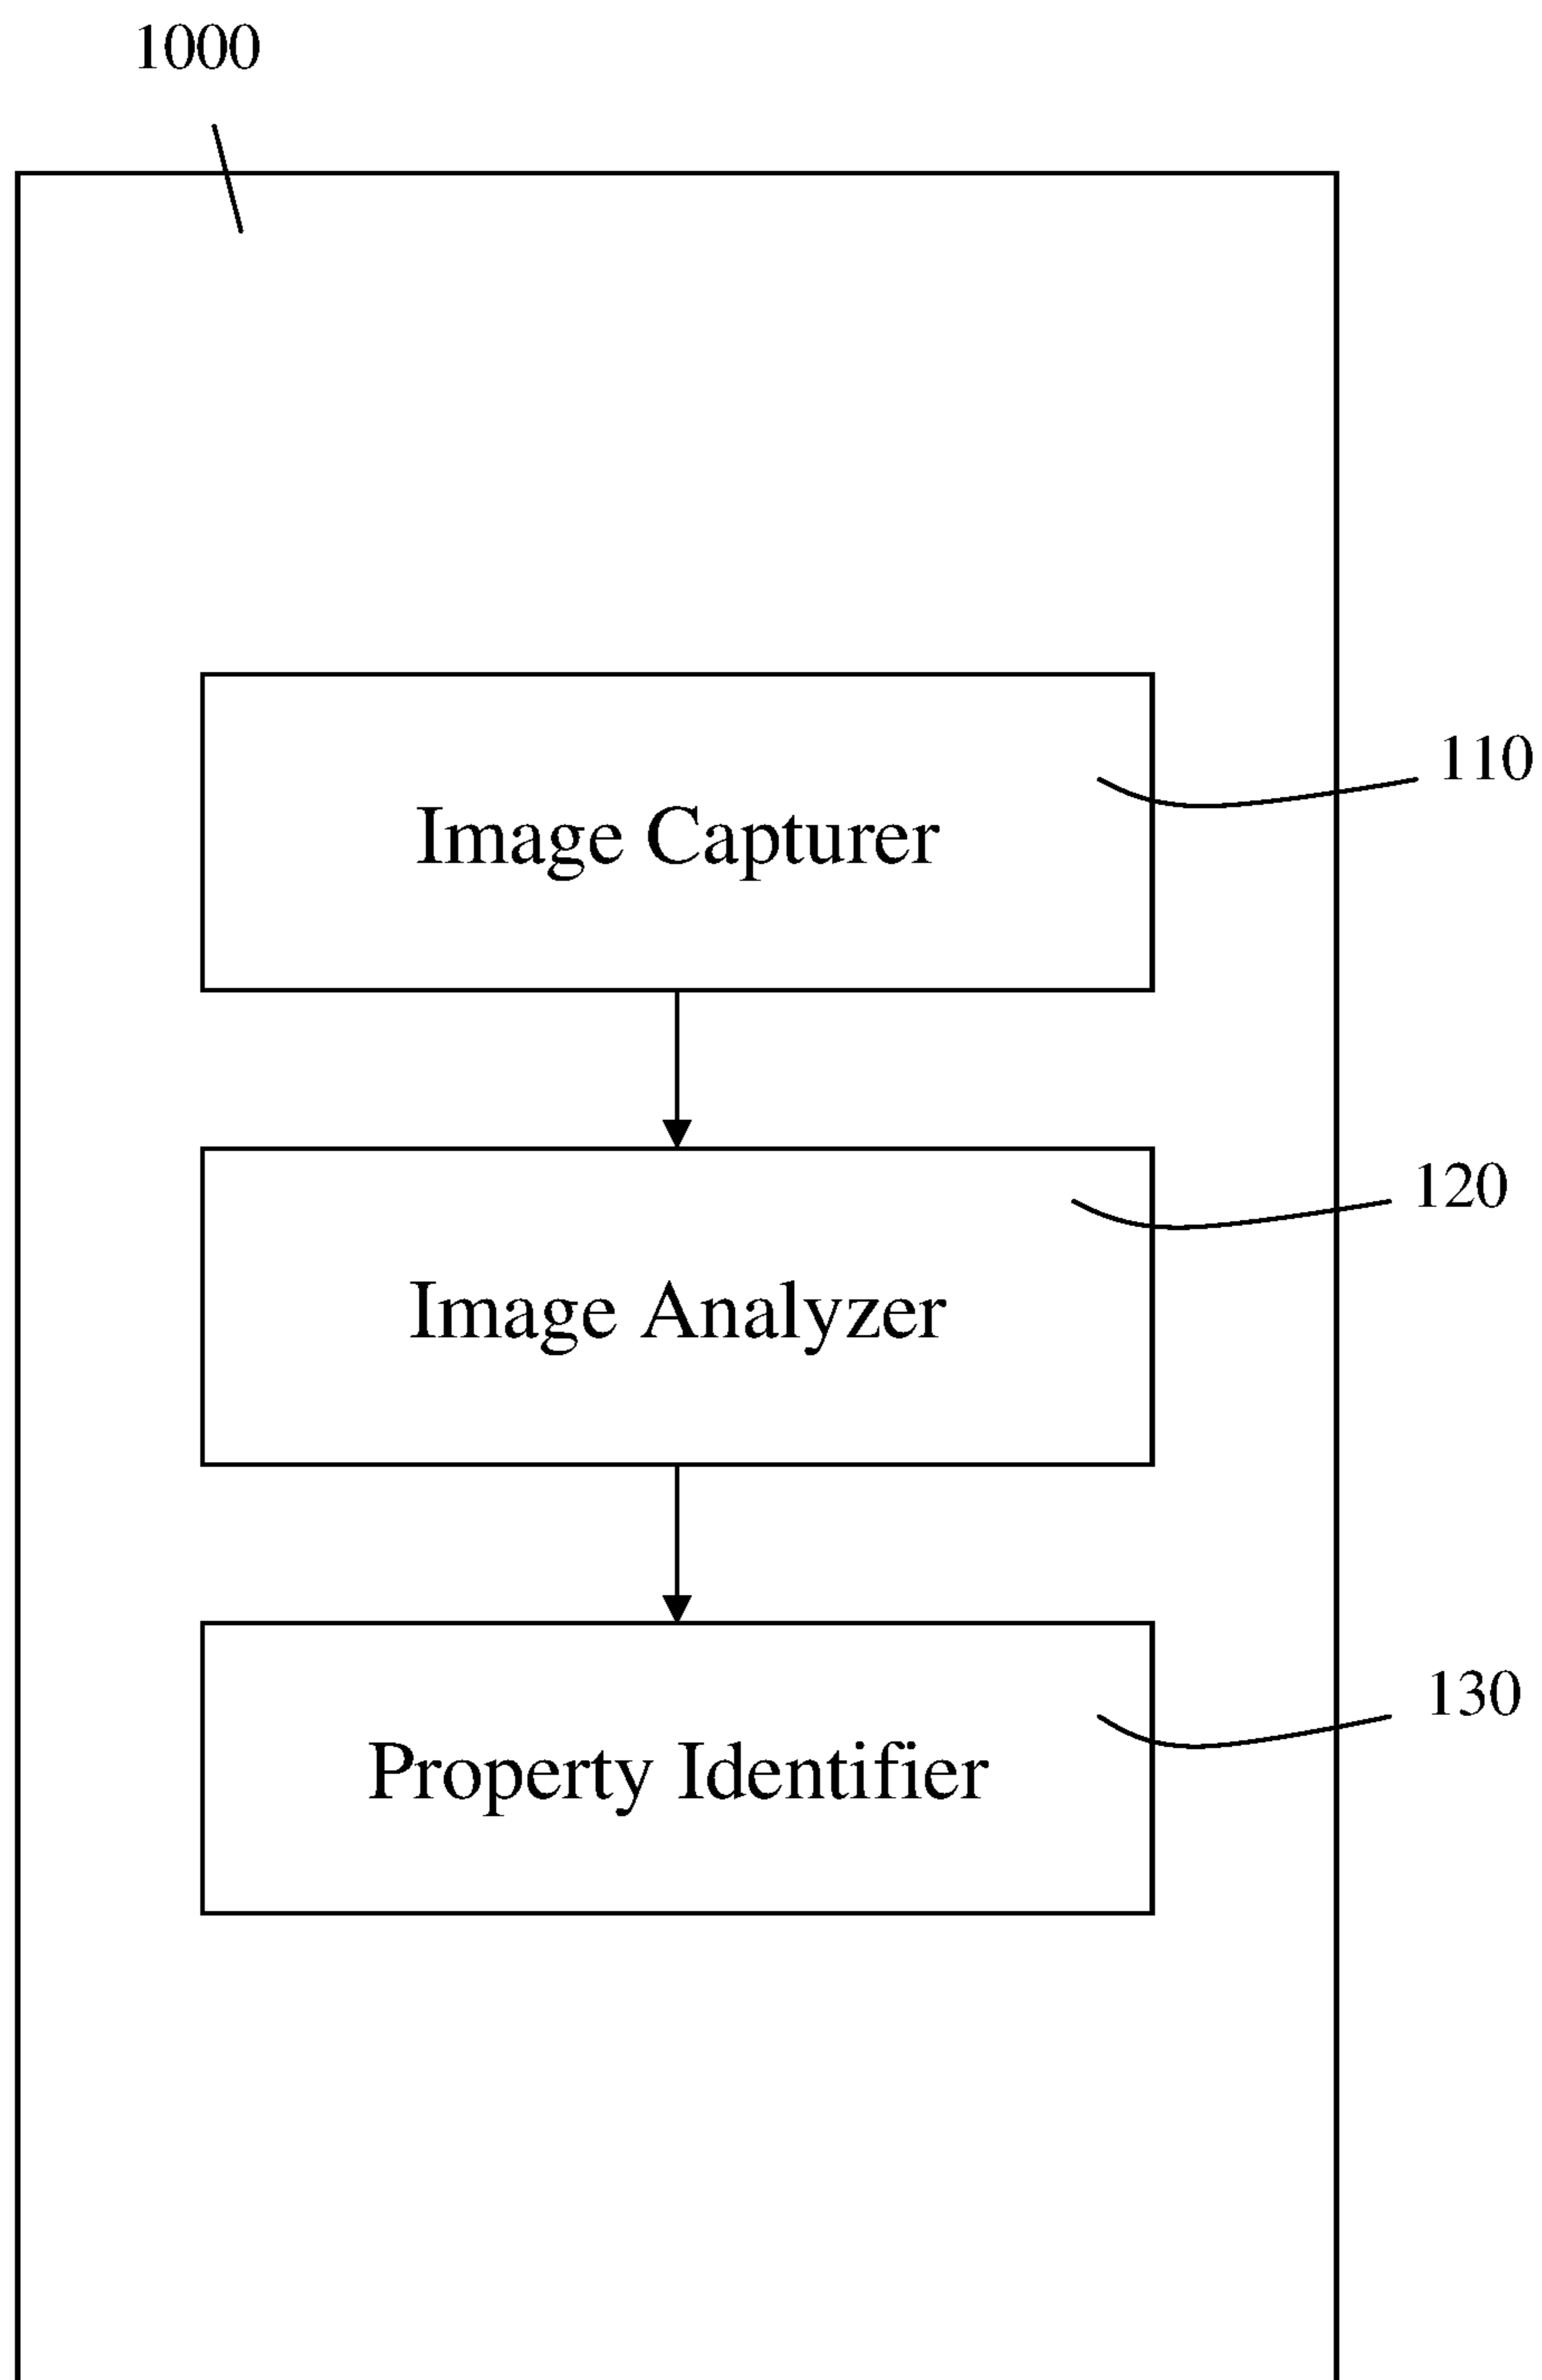 1000
110
Image Capturer
120
Image Analyzer
130
Property Identifier